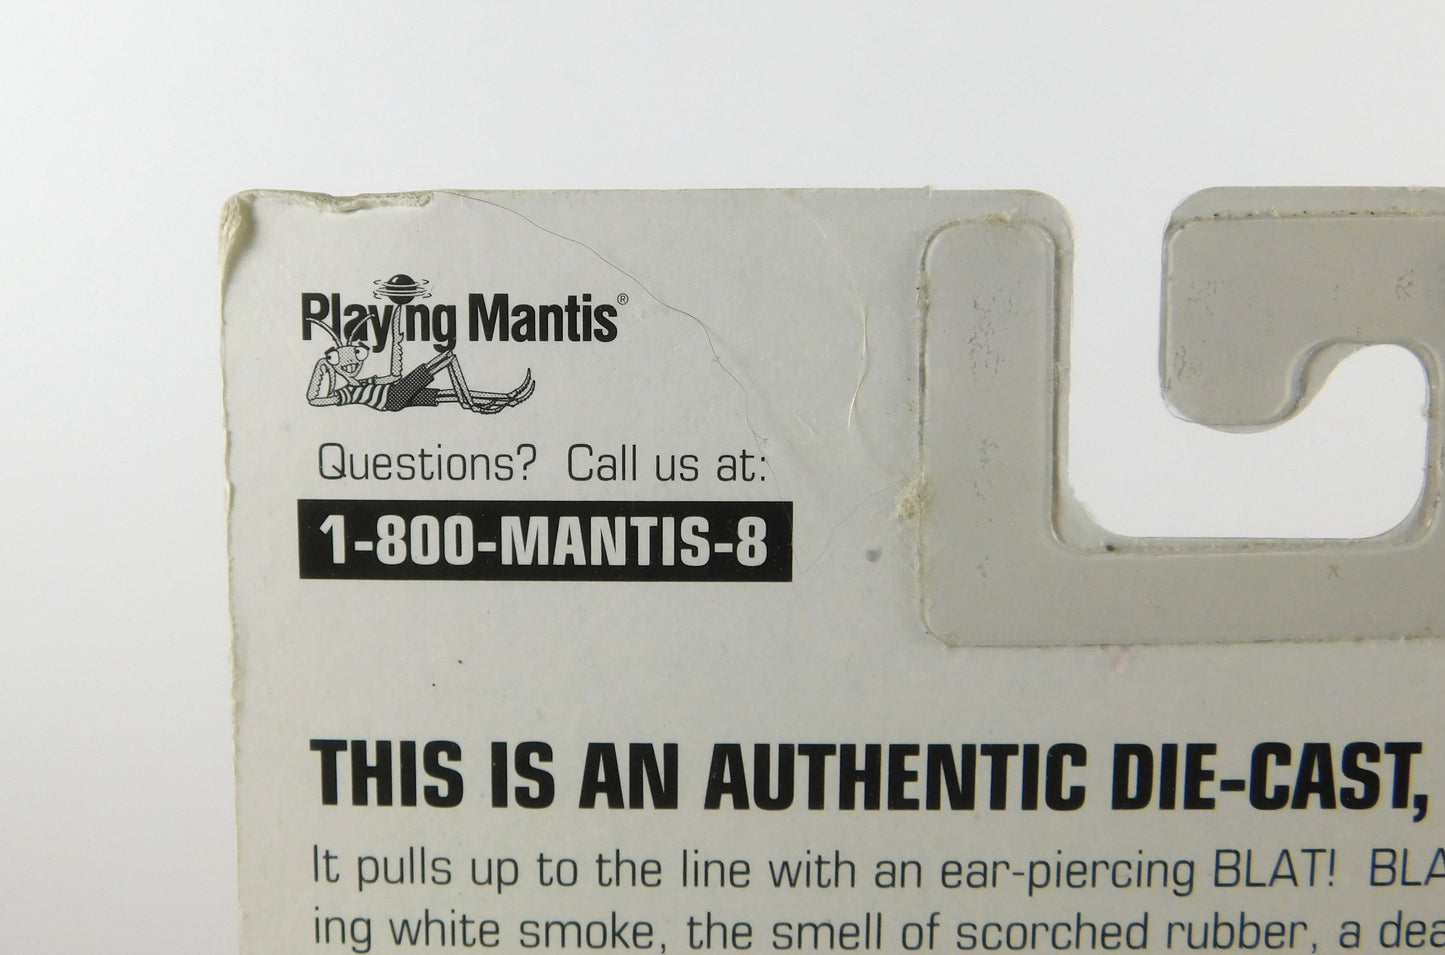 Playing Mantis®
Questions? Call us at:
1-800-MANTIS-8
THIS IS AN AUTHENTIC DIE-CAST,
It pulls up to the line with an ear-piercing BLAT! BLA
ing white smoke, the smell of scorched rubber, a dea